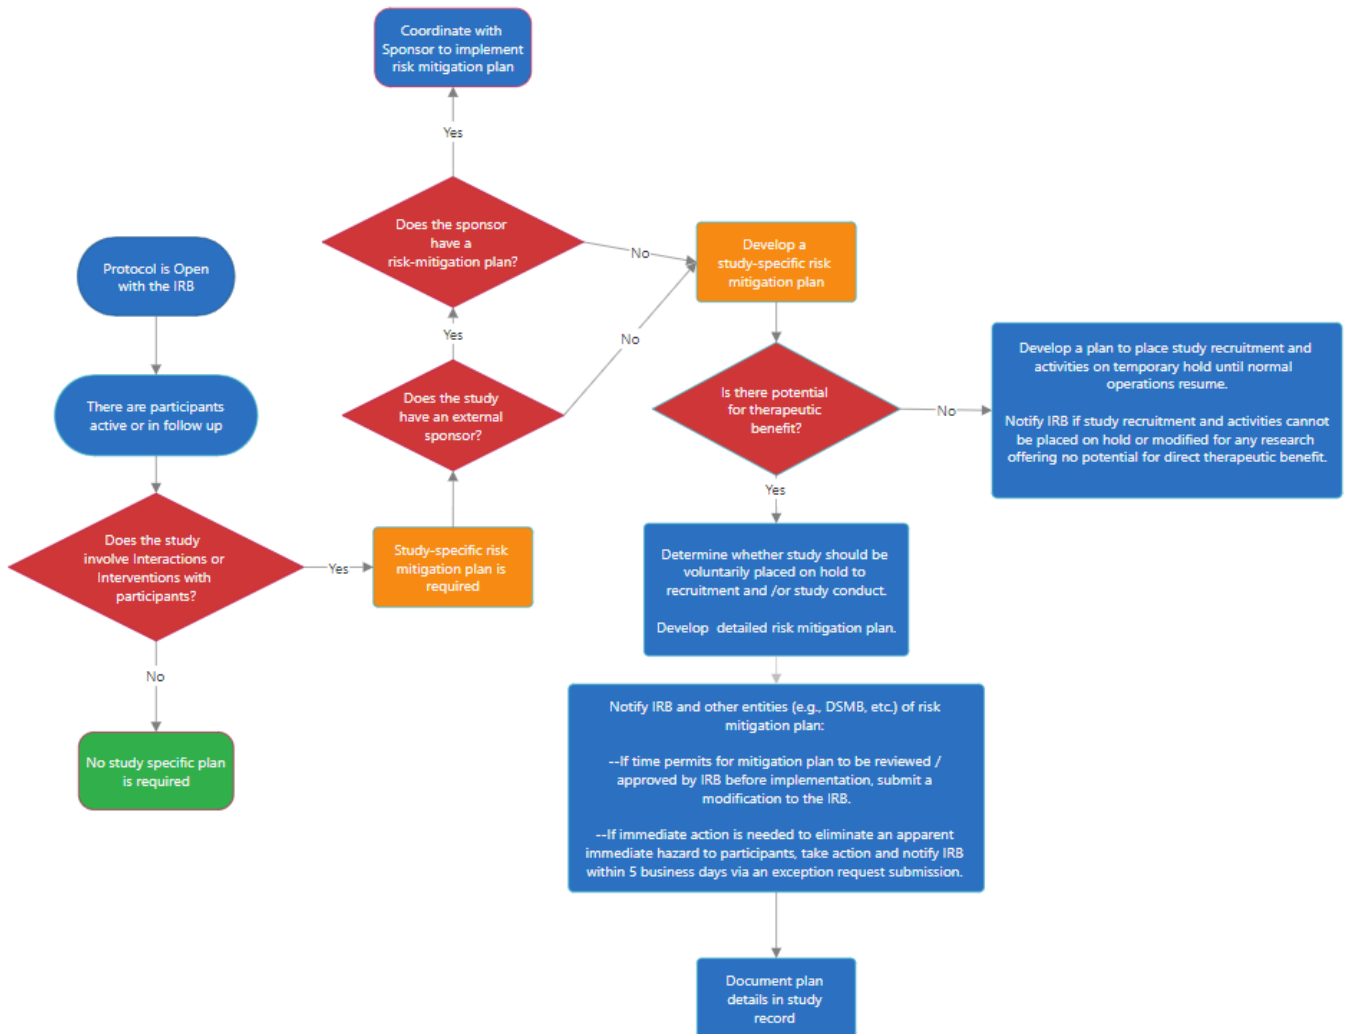 Coordinate with
Sponsor to implement
risk mitigation plan
Yes
Does the sponsor
have a
risk-mitigation plan?
No
Develop a
study-specific risk
mitigation plan
Protocol is Open
with the IRB
Yes
No
Does the study
have an external
sponsor?
There are participants
active or in follow up
Is there potential
for therapeutic
benefit?
No
Develop a plan to place study recruitment and
activities on temporary hold until normal
operations resume.
Notify IRB if study recruitment and activities cannot
be placed on hold or modified for any research
offering no potential for direct therapeutic benefit.
Yes
Does the study
involve Interactions or
Interventions with
participants?
Yes
Study-specific risk
mitigation plan is
required
Determine whether study should be
voluntarily placed on hold to
recruitment and /or study conduct.
Develop detailed risk mitigation plan.
No
No study specific plan
is required
Notify IRB and other entities (e.g., DSMB, etc.) of risk
mitigation plan:
--If time permits for mitigation plan to be reviewed /
approved by IRB before implementation, submit a
modification to the IRB.
--If immediate action is needed to eliminate an apparent
immediate hazard to participants, take action and notify IRB
within 5 business days via an exception request submission.
Document plan
details in study
record